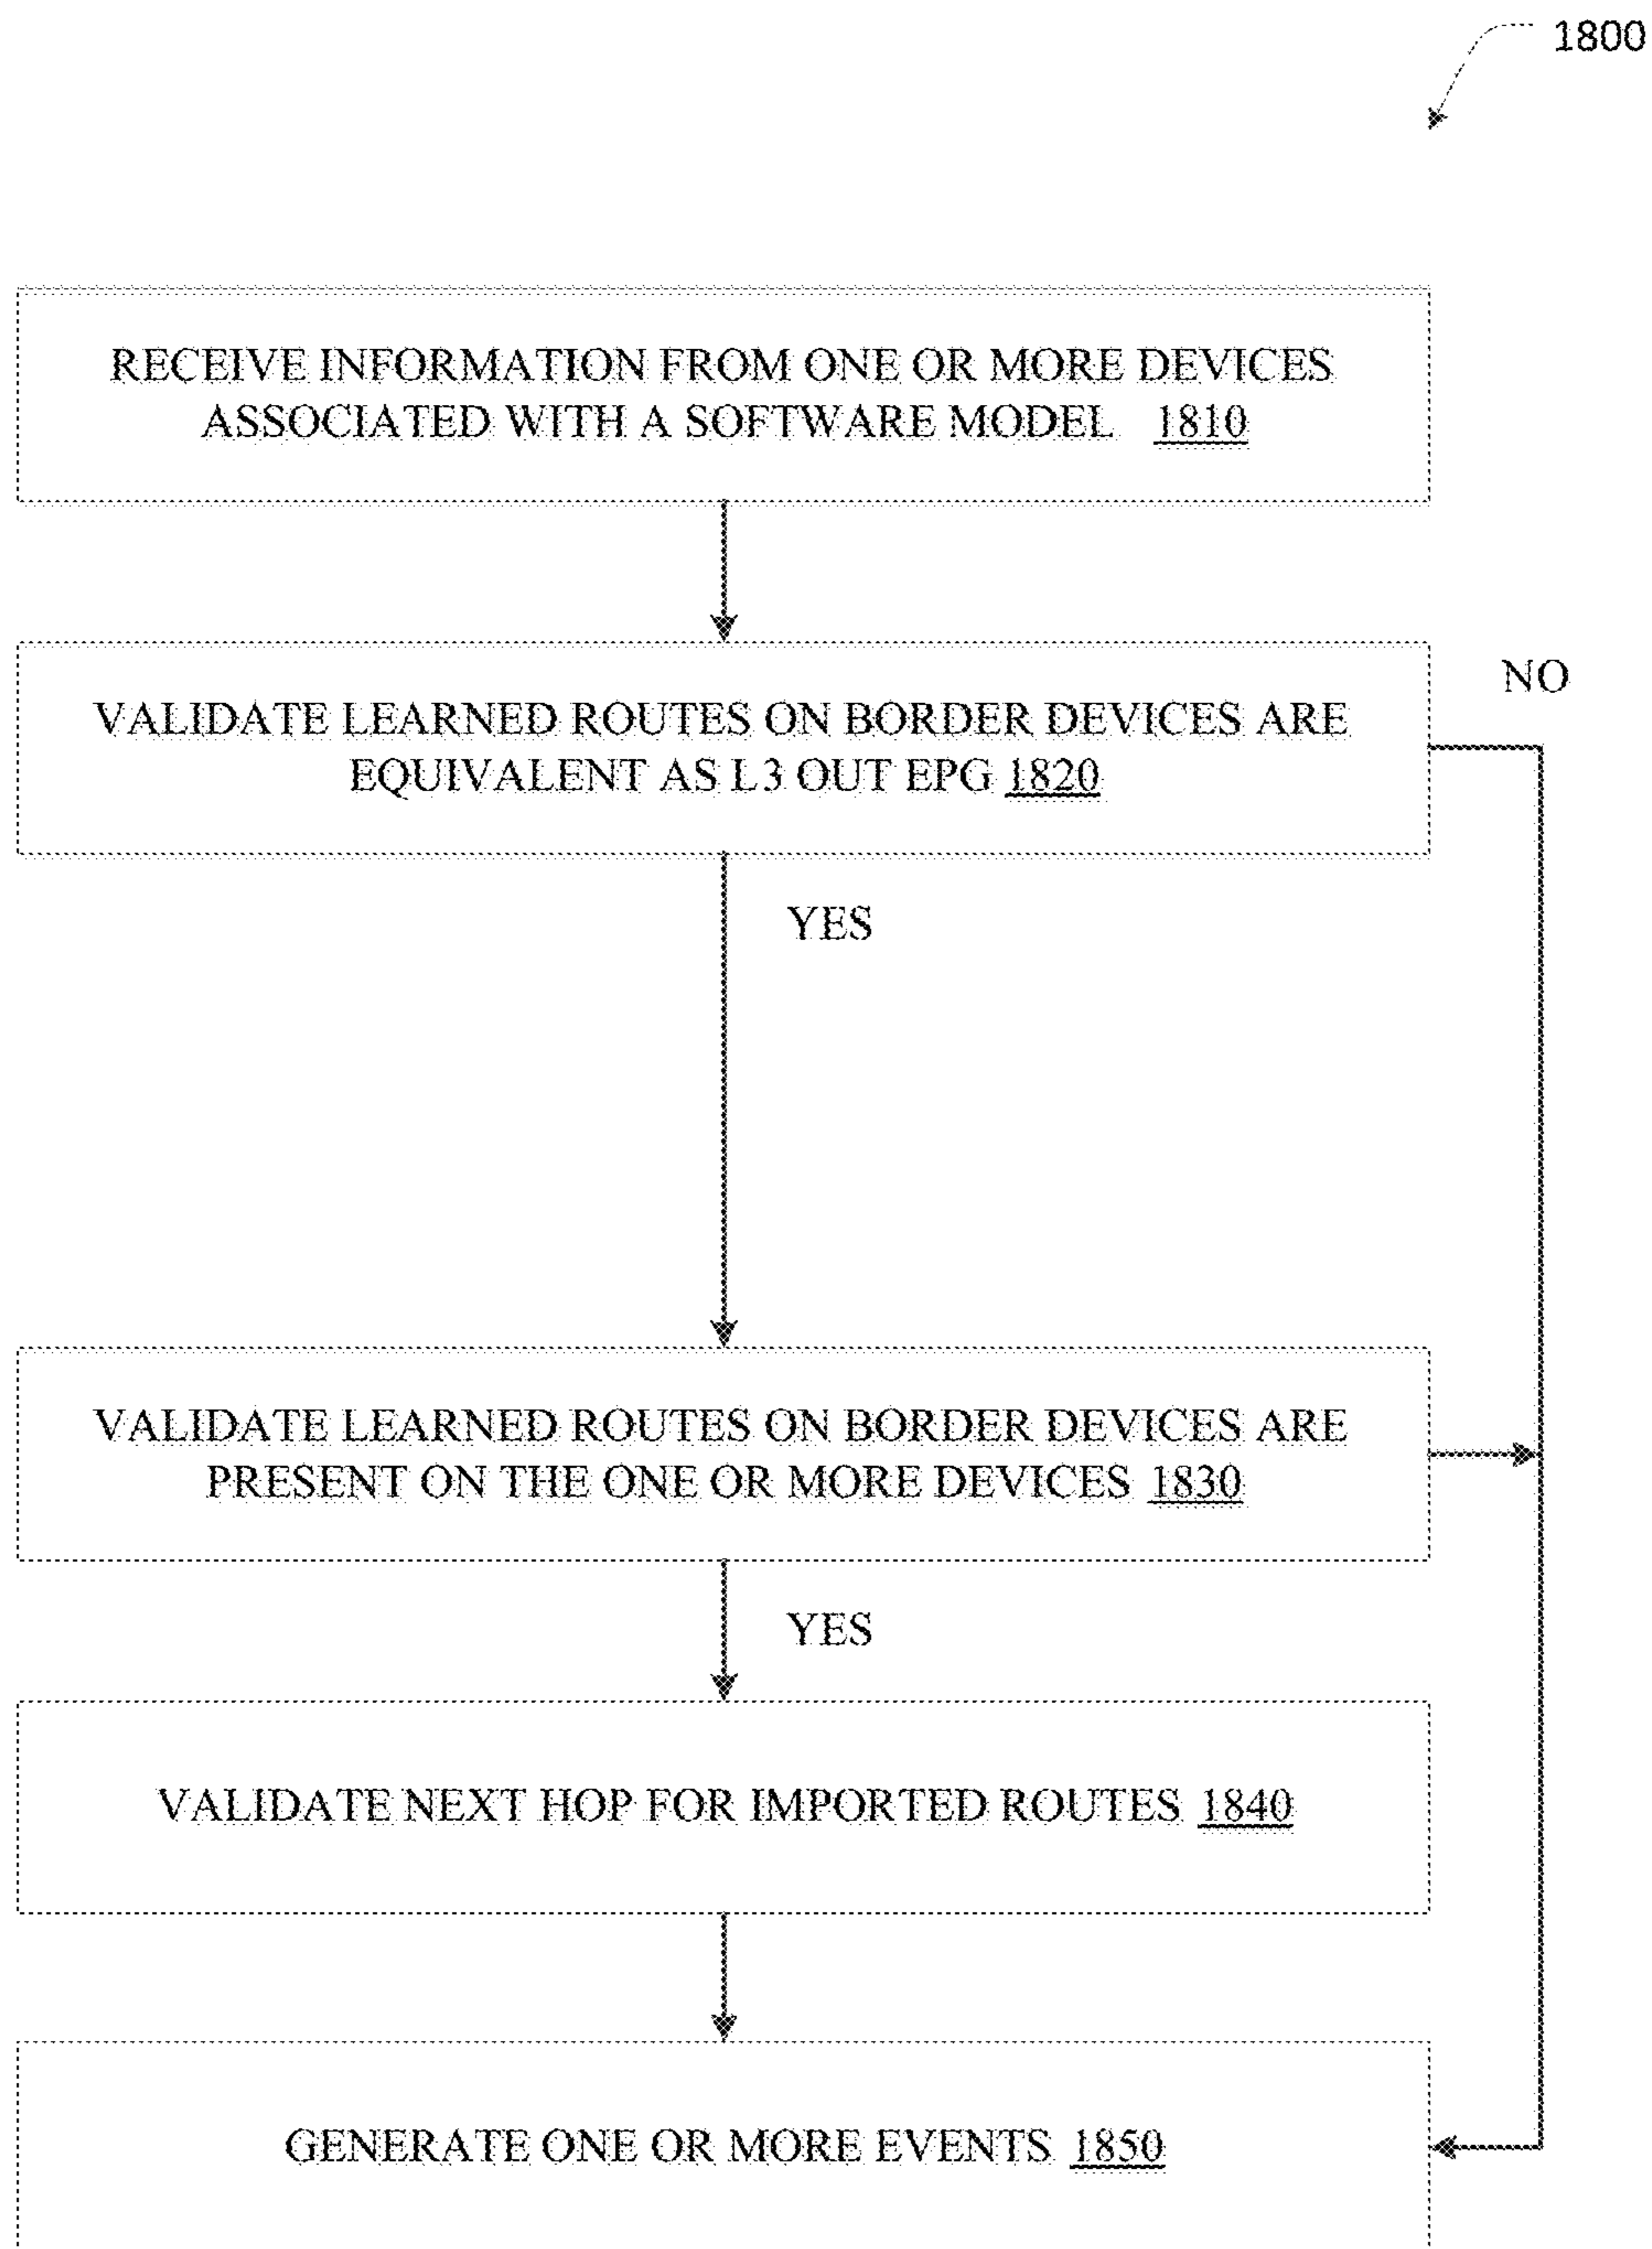 1800
RECEIVE INFORMATION FROM ONE OR MORE DEVICES
ASSOCIATED WITH A SOFTWARE MODEL 1810
NO
VALIDATE LEARNED ROUTES ON BORDER DEVICES ARE
EQUIVALENT AS L3 OUT EPG 1820
YES
VALIDATE LEARNED ROUTES ON BORDER DEVICES ARE
PRESENT ON THE ONE OR MORE DEVICES 1830
YES
VALIDATE NEXT HOP FOR IMPORTED ROUTES 1840
GENERATE ONE OR MORE EVENTS 1850